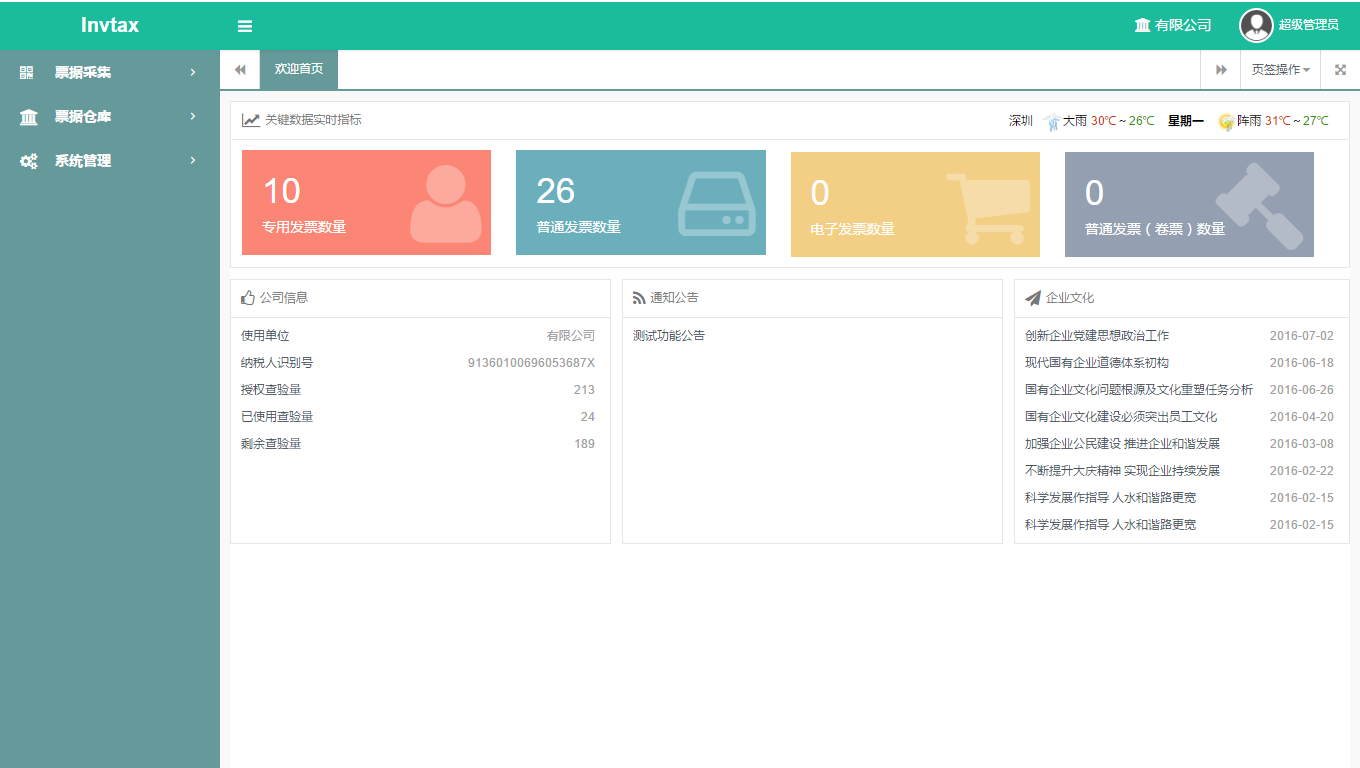 Invtax
有限公司
超级管理员
票据采集
票据仓库
系统管理
欢迎首页
页签操作
关键数据实时指标
深圳 大雨 30℃～26℃ 星期一 阵雨 31℃～27℃
10
专用发票数量
26
普通发票数量
0
电子发票数量
0
普通发票（卷票）数量
公司信息
使用单位 有限公司
纳税人识别号 91360100696053687X
授权查验量 213
已使用查验量 24
剩余查验量 189
通知公告
测试功能公告
企业文化
创新企业党建思想政治工作 2016-07-02
现代国有企业道德体系初构 2016-06-18
国有企业文化问题根源及文化重塑任务分析 2016-06-26
国有企业文化建设必须突出员工文化 2016-04-20
加强企业公民建设 推进企业和谐发展 2016-03-08
不断提升大庆精神 实现企业持续发展 2016-02-22
科学发展作指导 人水和谐路更宽 2016-02-15
科学发展作指导 人水和谐路更宽 2016-02-15